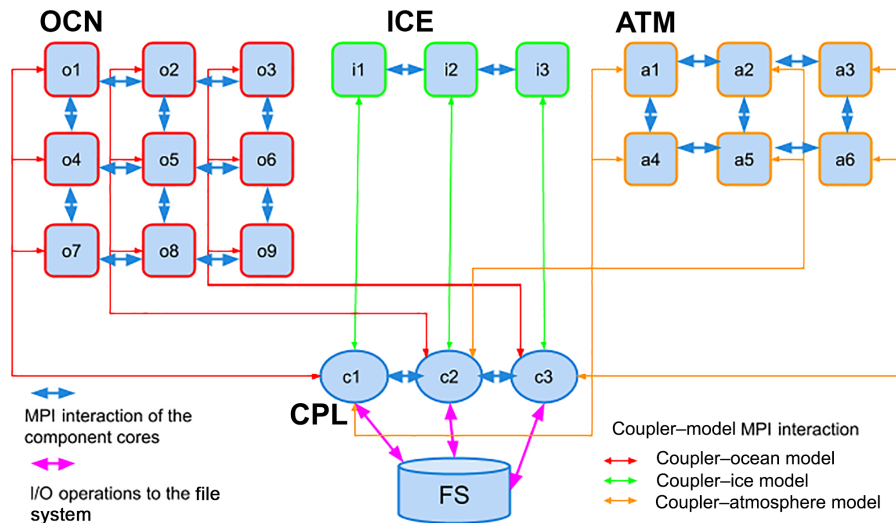 OCN ICE ATM
o1 o2 o3 i1 i2 i3 a1 a2 a3
o4 o5 o6 a4 a5 a6
o7 o8 o9
c1 c2 c3
CPL
MPI interaction of the
component cores
I/O operations to the file
system
FS
Coupler–model MPI interaction
Coupler–ocean model
Coupler–ice model
Coupler–atmosphere model